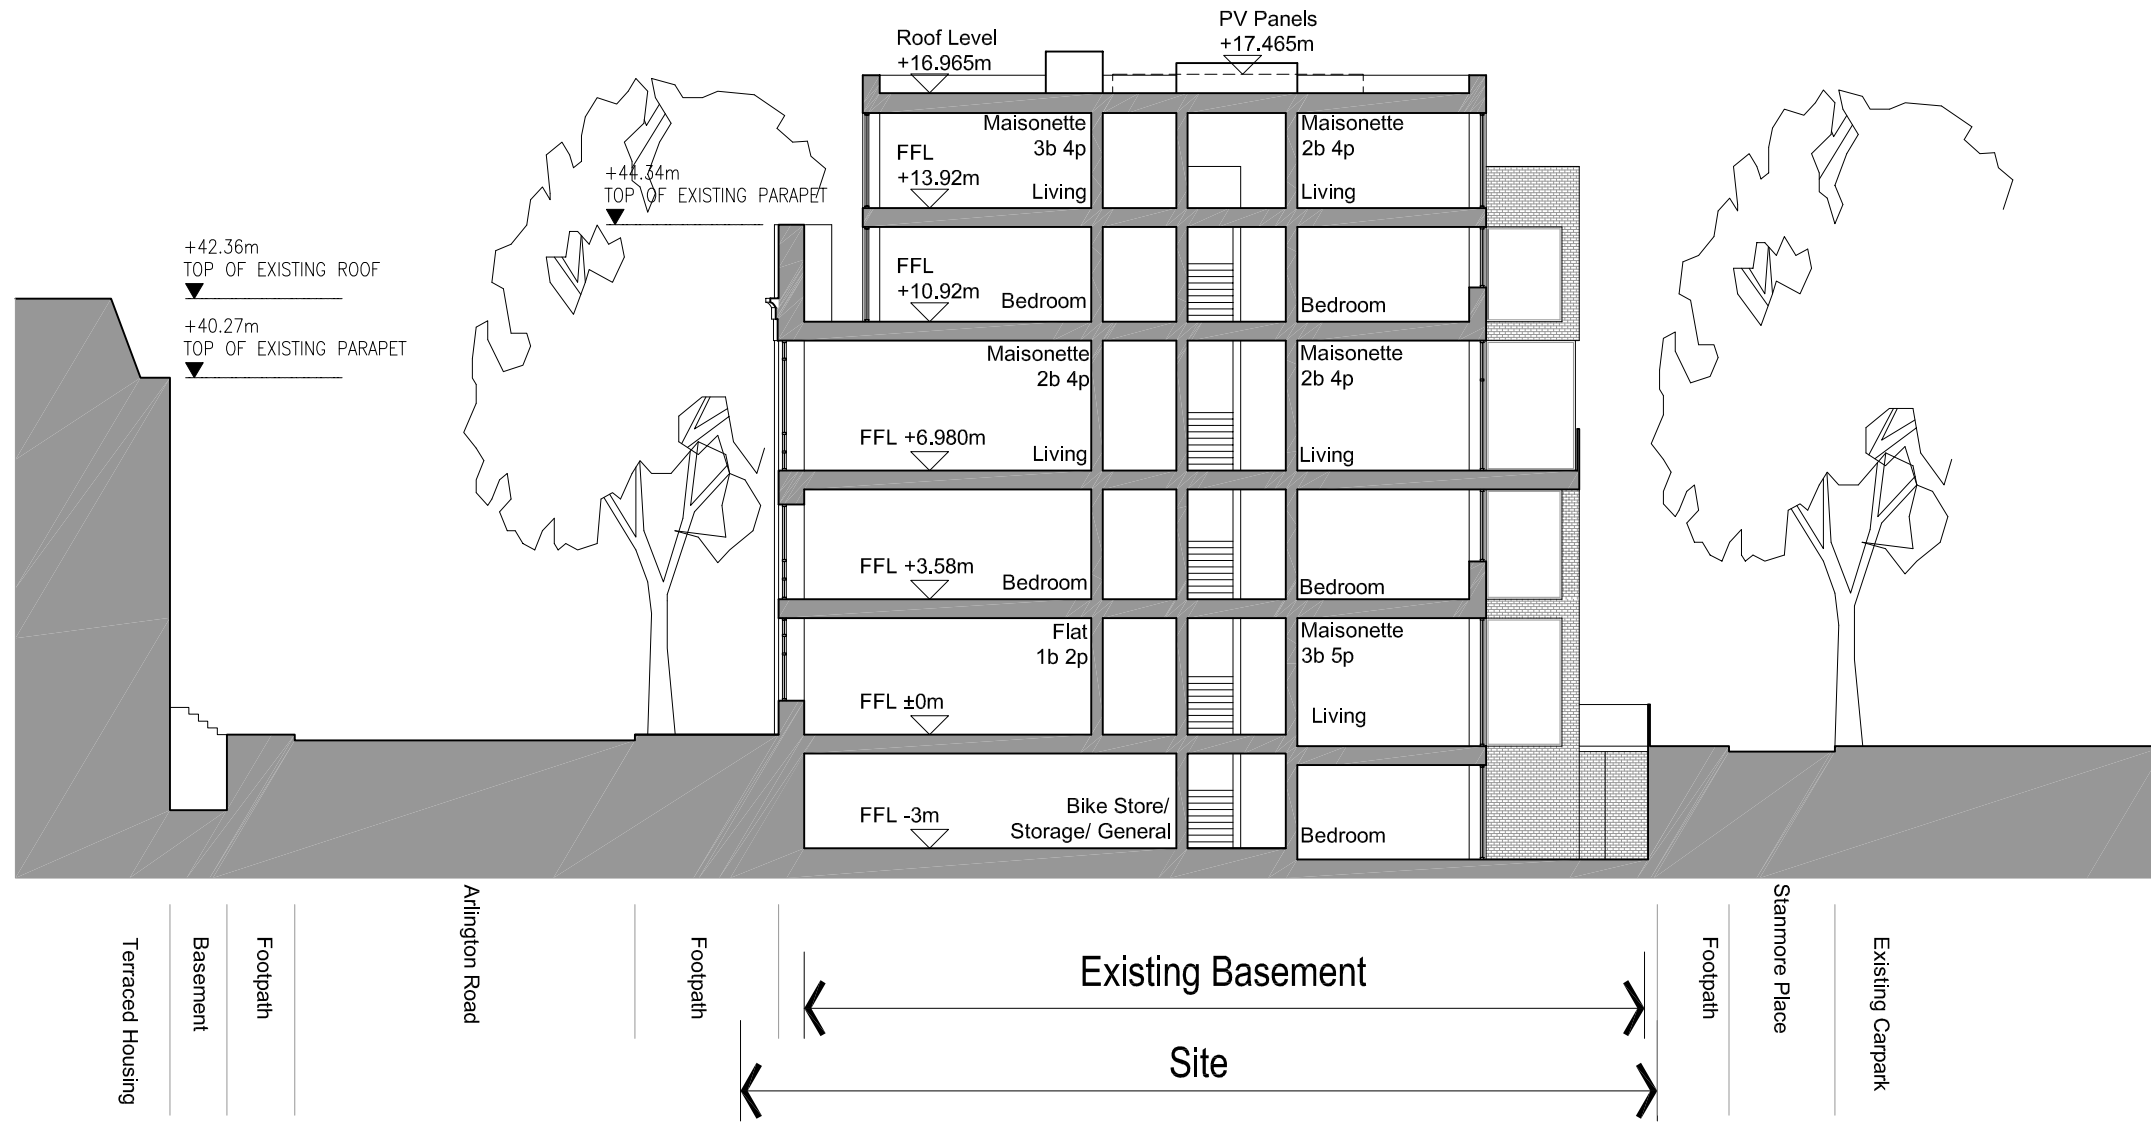 PV Panels
+17.465m
Roof Level
+16.965m
Maisonette
3b 4p
FFL
+13.92m
Living
Maisonette
2b 4p
Living
+44.34m
TOP OF EXISTING PARAPET
+42.36m
TOP OF EXISTING ROOF
FFL
+10.92m
Bedroom
Bedroom
+40.27m
TOP OF EXISTING PARAPET
Maisonette
2b 4p
FFL +6.980m
Living
Maisonette
2b 4p
Living
FFL +3.58m
Bedroom
Bedroom
Flat
1b 2p
FFL ±0m
Maisonette
3b 5p
Living
FFL -3m
Bike Store/
Storage/ General
Bedroom
Terraced Housing
Basement
Footpath
Arlington Road
Footpath
Existing Basement
Site
Footpath
Stanmore Place
Existing Carpark